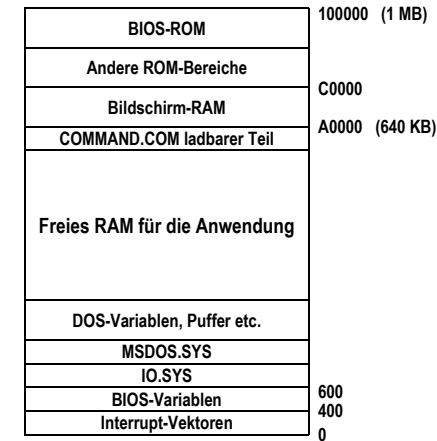 100000 (1 MB)
BIOS-ROM
Andere ROM-Bereiche
C0000
Bildschirm-RAM
A0000 (640 KB)
COMMAND.COM ladbarer Teil
Freies RAM für die Anwendung
DOS-Variablen, Puffer etc.
MSDOS.SYS
IO.SYS
600
BIOS-Variablen
400
Interrupt-Vektoren
0